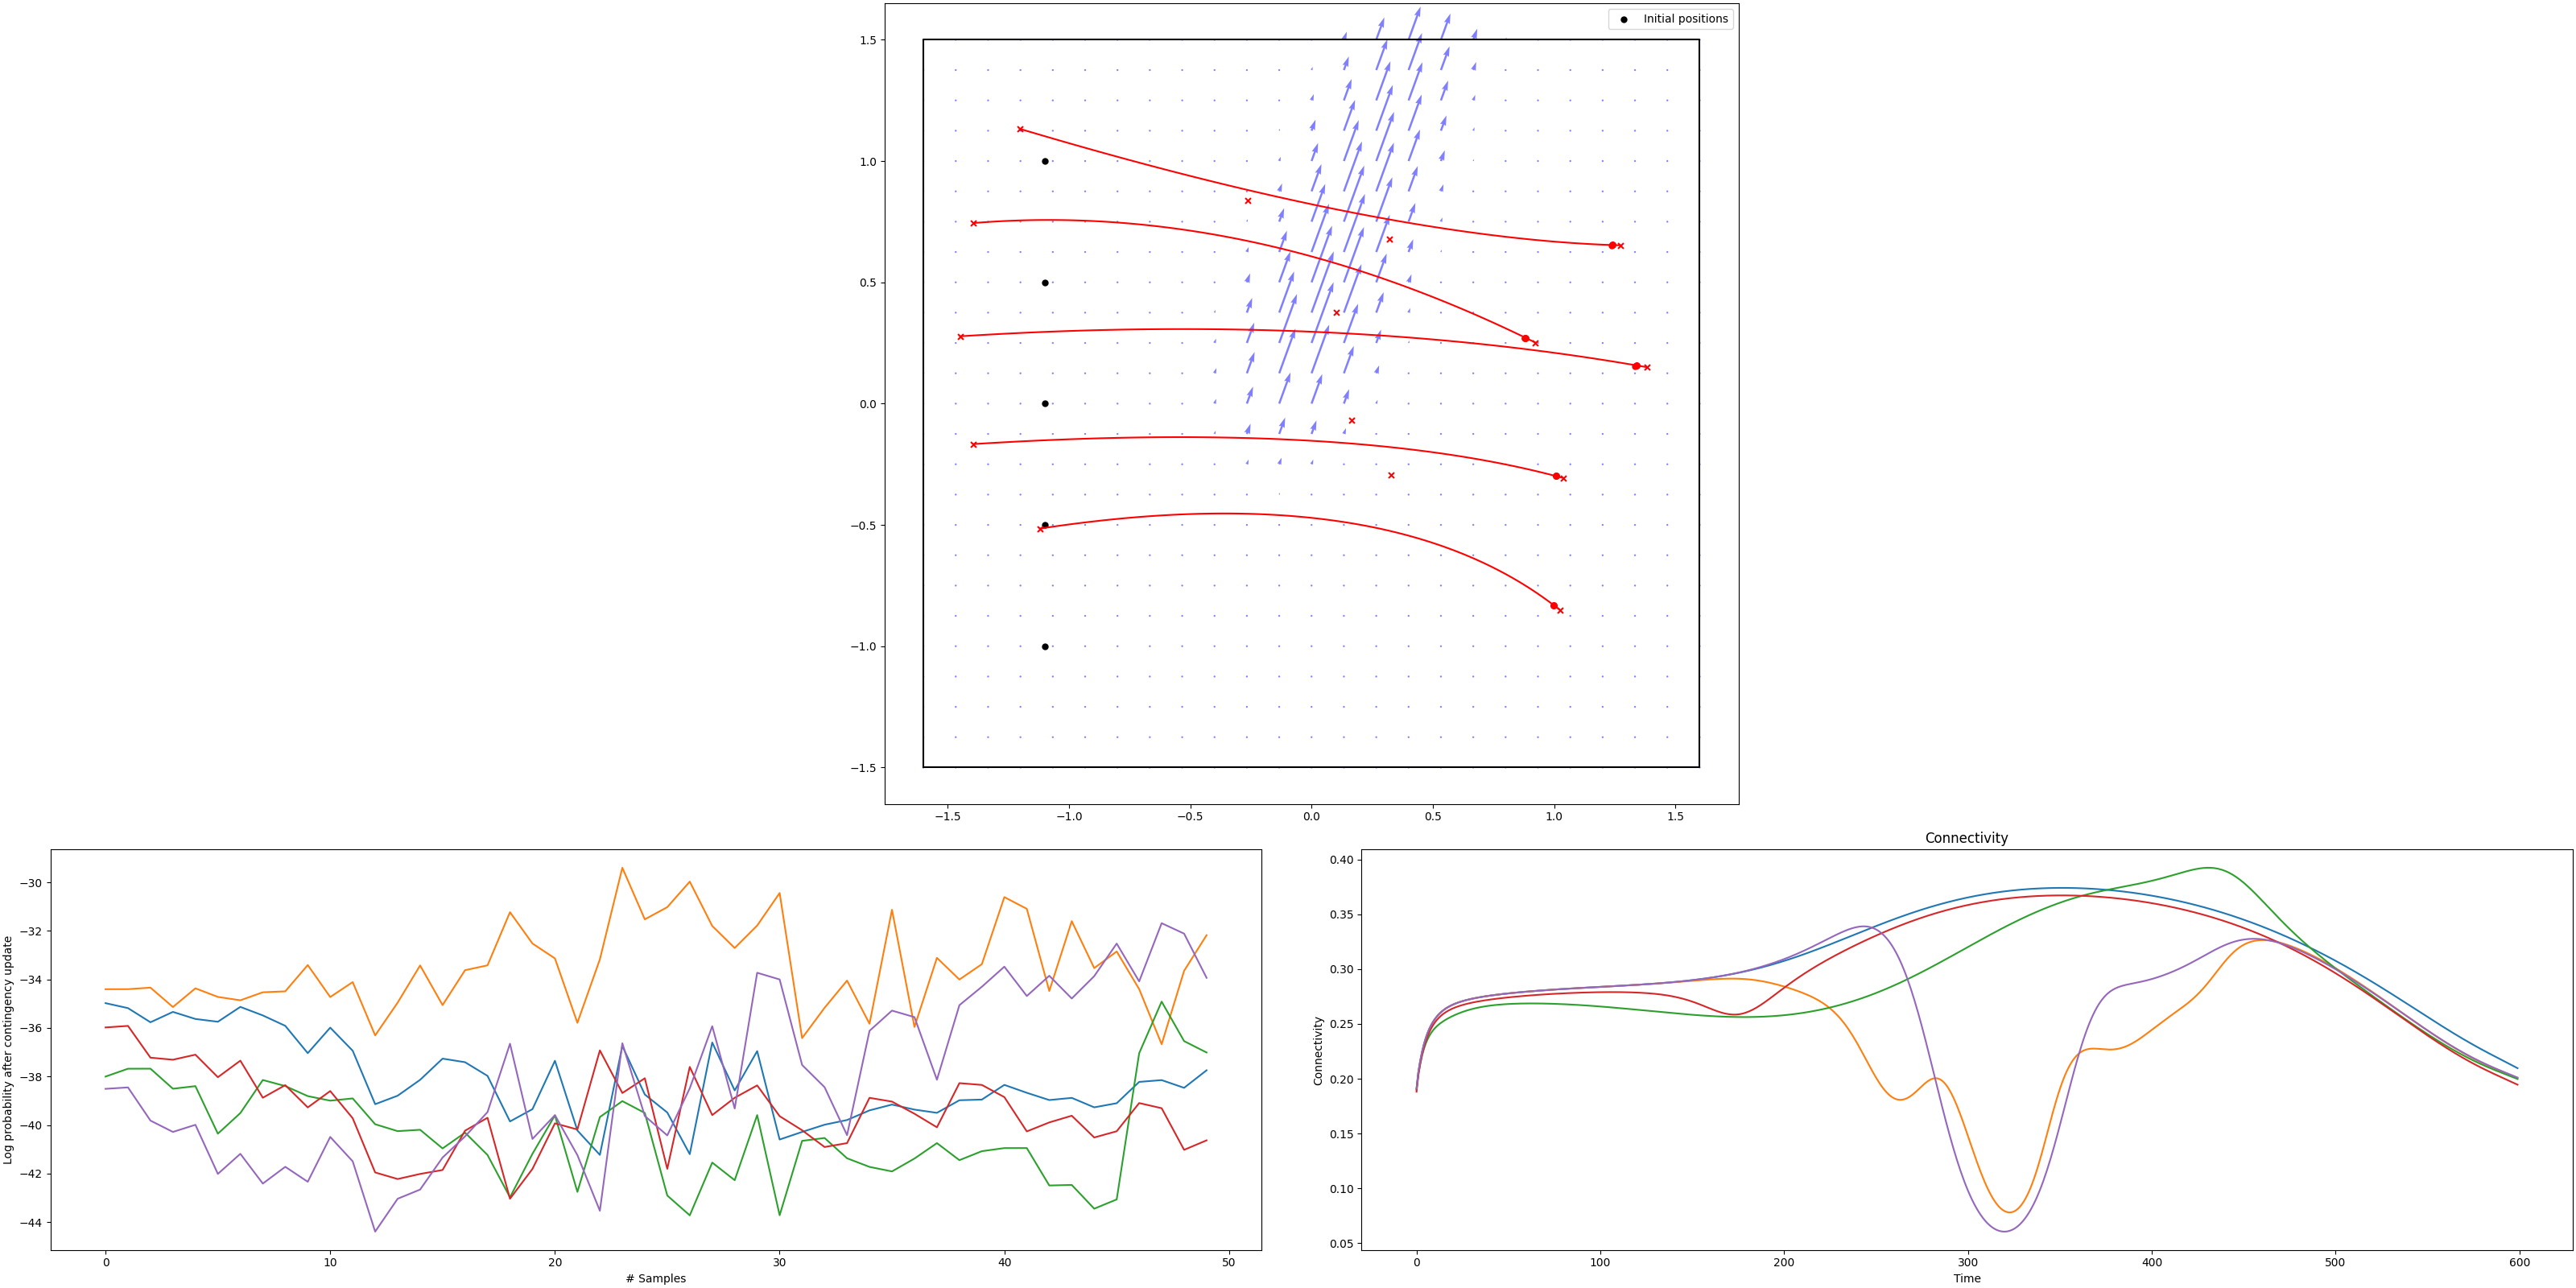 Initial positions
1.5
1.0
0.5
0.0
−0.5
−1.0
−1.5
−1.5 −1.0 −0.5 0.0 0.5 1.0 1.5
Log probability after contingency update
−30
−32
−34
−36
−38
−40
−42
−44
0 10 20 30 40 50
# Samples
Connectivity
Connectivity
0.40
0.35
0.30
0.25
0.20
0.15
0.10
0.05
0 100 200 300 400 500 600
Time